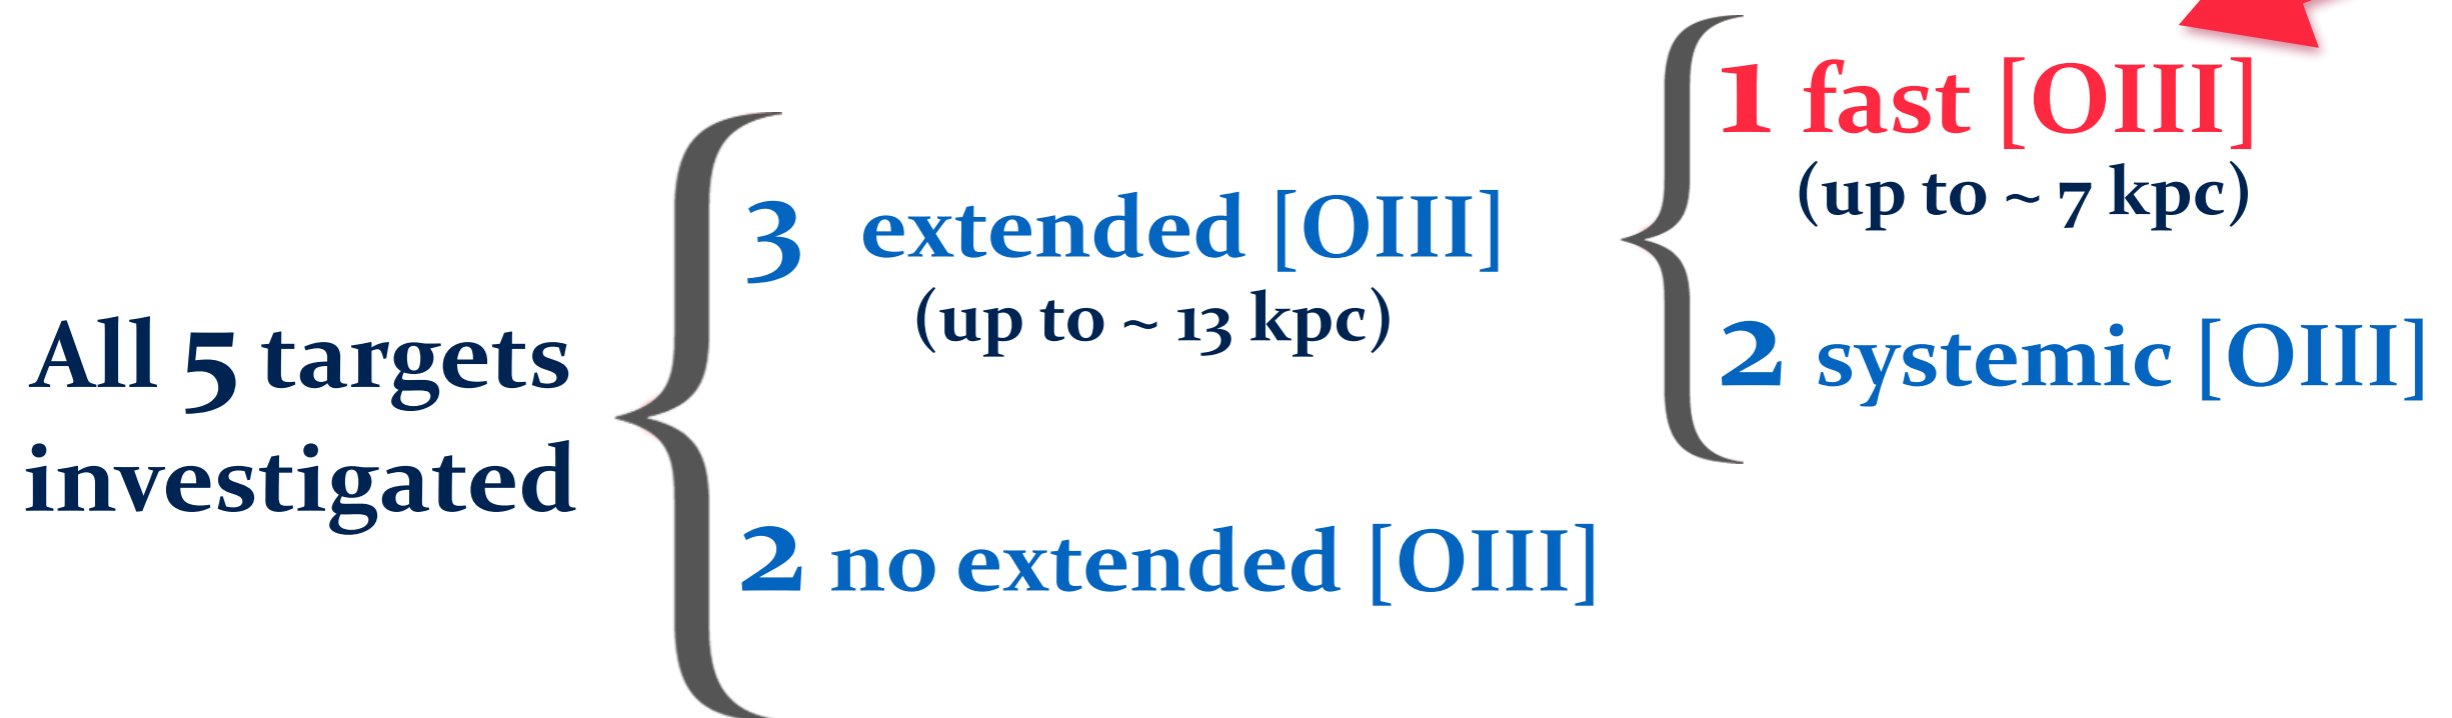 All 5 targets
investigated
3 extended [OIII]
(up to ~ 13 kpc)
2 no extended [OIII]
1 fast [OIII]
(up to ~ 7 kpc)
2 systemic [OIII]